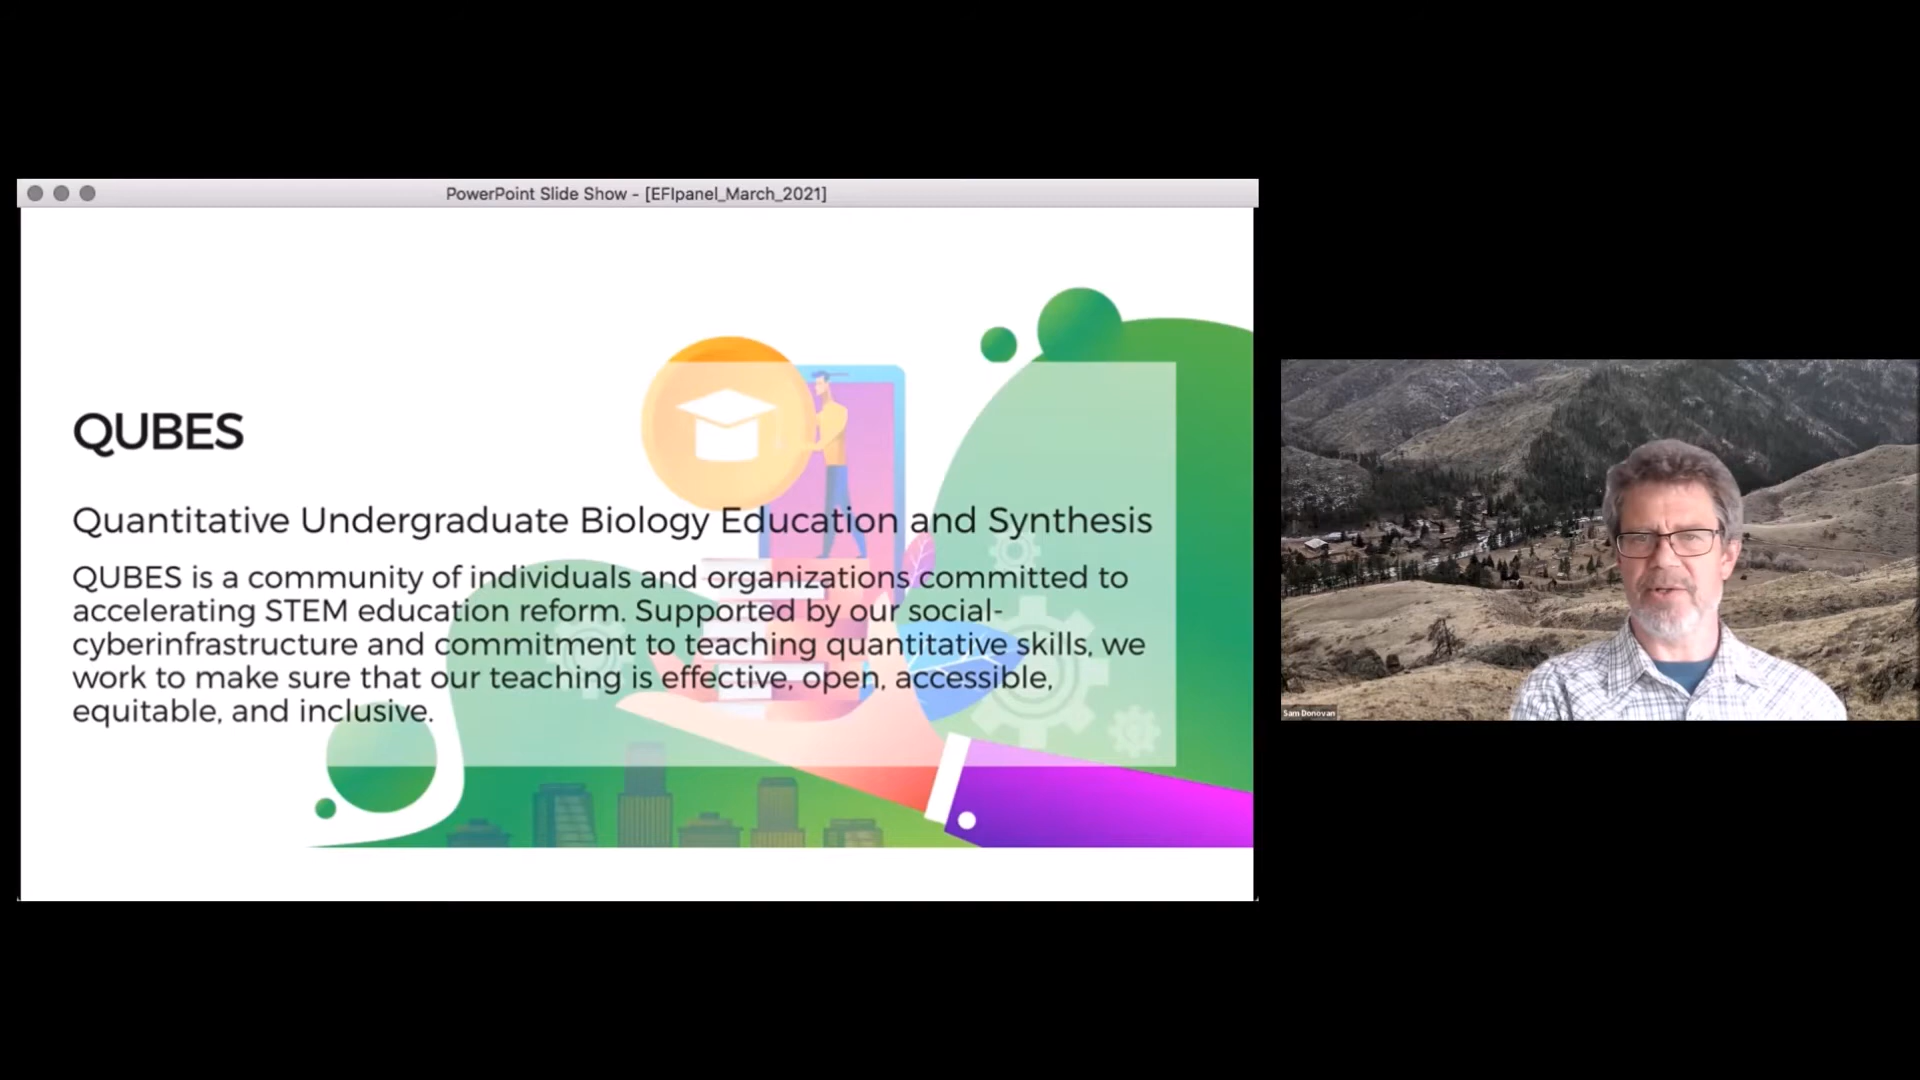 PowerPoint Slide Show - [EFIpanel_March_2021]
QUBES
Quantitative Undergraduate Biology Education and Synthesis
QUBES is a community of individuals and organizations committed to
accelerating STEM education reform. Supported by our social-
cyberinfrastructure and commitment to teaching quantitative skills, we
work to make sure that our teaching is effective, open, accessible,
equitable, and inclusive.
Sam Donovan